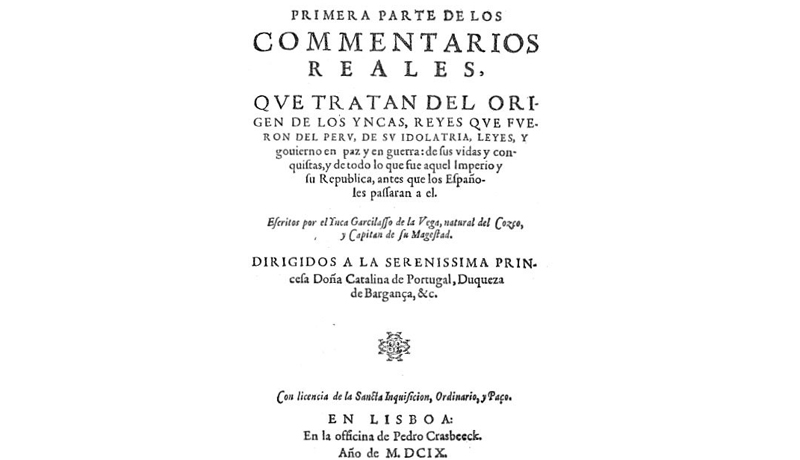 PRIMERA PARTE DE LOS
COMMENTARIOS
REALES,
QVE TRATAN DEL ORI-
GEN DE LOS YNCAS, REYES QVE FVE-
RON DEL PERV, DE SV IDOLATRIA, LEYES, Y
gouierno en paz y en guerra: de ſus vidas y con-
quiſtas, y de todo lo que fue aquel Imperio y
ſu Republica, antes que los Eſpaño-
les paſſaran a el.
Eſcritos por el Ynca Garcilaſſo de la Vega, natural del Cozco,
y Capitan de ſu Mageſtad.
DIRIGIDOS A LA SERENISSIMA PRIN-
ceſa Doña Catalina de Portugal, Duqueza
de Bargança, &c.
Con licencia de la Sancta Inquiſicion, Ordinario, y Paço.
EN LISBOA:
En la officina de Pedro Crasbeeck.
Año de M. DCIX.